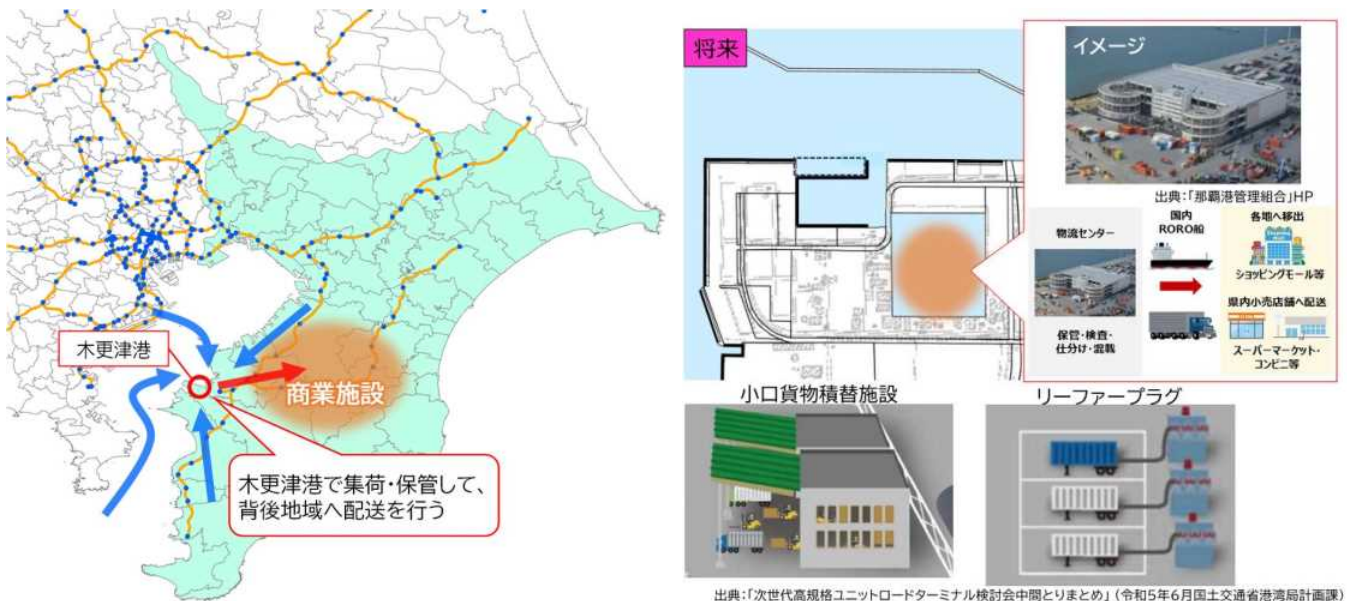 木更津港
商業施設
木更津港で集荷・保管して、
背後地域へ配送を行う
将来
イメージ
出典：「那覇港管理組合」HP
物流センター
保管・検査・
仕分け・混載
国内
RORO船
各地へ移出
ショッピングモール等
県内小売店舗へ配送
スーパーマーケット・
コンビニ等
小口貨物積替施設
リーファープラグ
出典：「次世代高規格ユニットロードターミナル検討会中間とりまとめ」（令和5年6月国土交通省港湾局計画課）